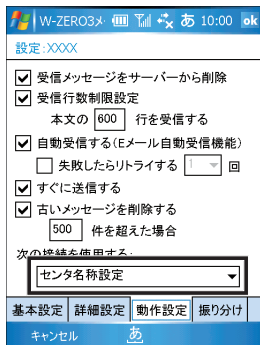 W-ZERO3メ あ 10:00 ok
設定:XXXX
受信メッセージをサーバーから削除
受信行数制限設定
本文の 600 行を受信する
自動受信する(Eメール自動受信機能)
失敗したらリトライする 1 回
すぐに送信する
古いメッセージを削除する
500 件を超えた場合
次の接続を使用する:
センタ名称設定
基本設定 詳細設定 動作設定 振り分け
キャンセル あ